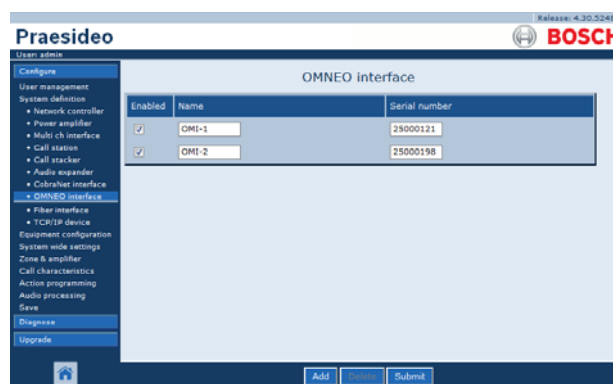 Release: 4.30.5248
Praesideo
BOSCH
User: admin
Configure
User management
System definition
• Network controller
• Power amplifier
• Multi ch interface
• Call station
• Call stacker
• Audio expander
• CobraNet interface
• OMNEO interface
• Fiber interface
• TCP/IP device
Equipment configuration
System wide settings
Zone & amplifier
Call characteristics
Action programming
Audio processing
Save
Diagnose
Upgrade
OMNEO interface
Enabled Name Serial number
OMI-1 25000121
OMI-2 25000198
Add Delete Submit